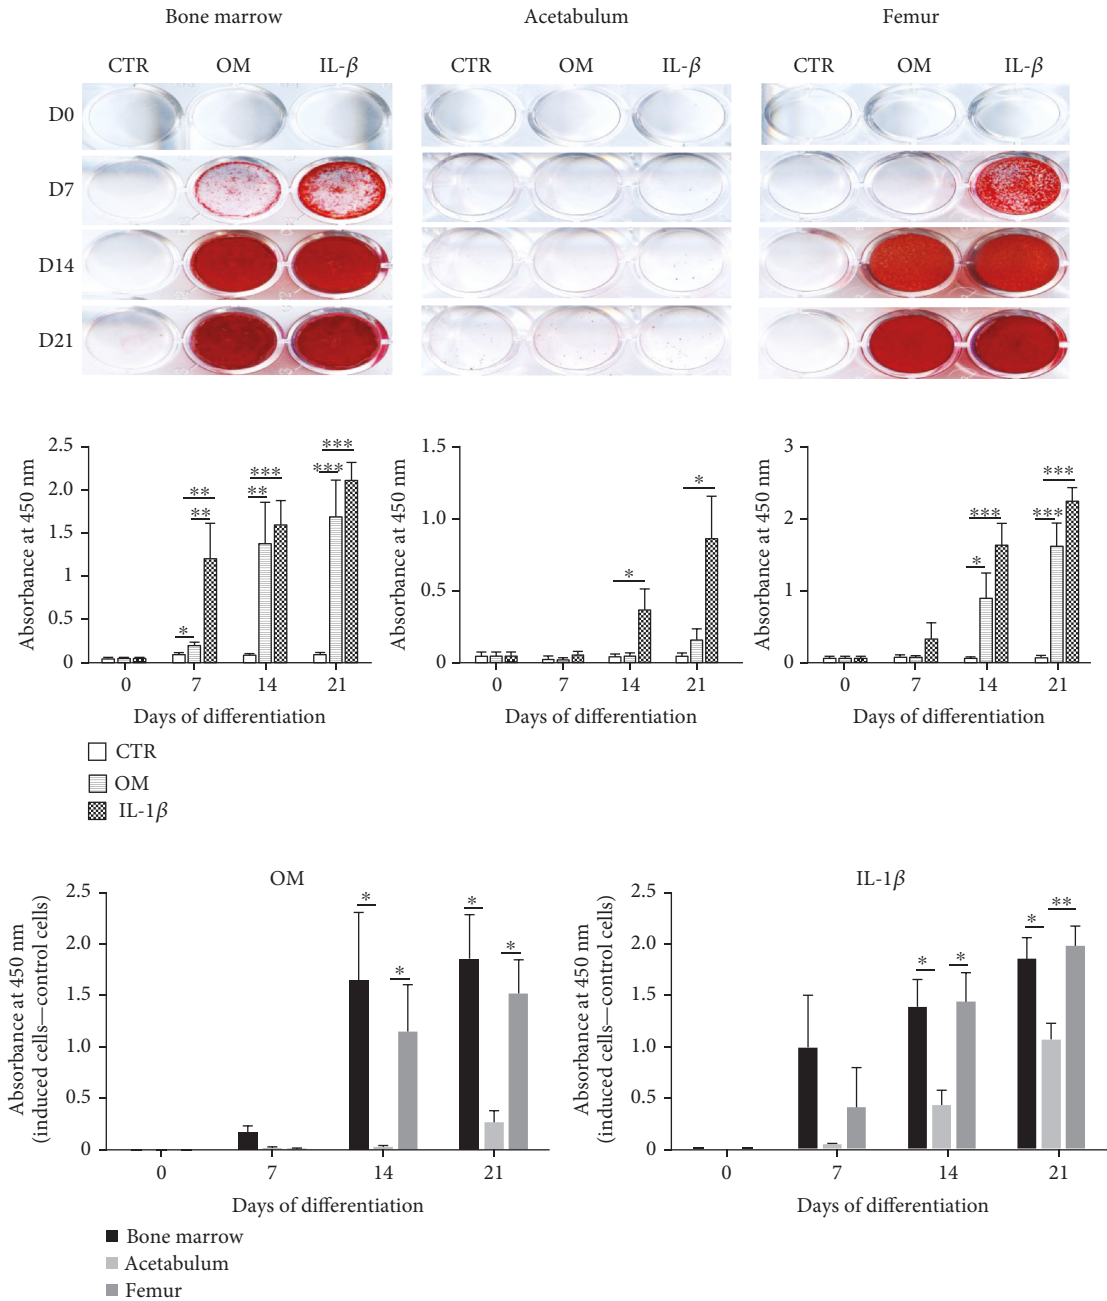 Bone marrow Acetabulum Femur
CTR OM IL-β CTR OM IL-β CTR OM IL-β
D0
D7
D14
D21
Absorbance at 450 nm
2.5
2.0
1.5
1
0.5
0
* ** ** ** *** *** ***
0 7 14 21
Days of differentiation
Absorbance at 450 nm
1.5
1.0
0.5
0
* *
0 7 14 21
Days of differentiation
Absorbance at 450 nm
3
2
1
0
* *** *** ***
0 7 14 21
Days of differentiation
CTR
OM
IL-1β
OM
Absorbance at 450 nm
(induced cells—control cells)
2.5
2.0
1.5
1.0
0.5
0
* * * *
0 7 14 21
Days of differentiation
IL-1β
Absorbance at 450 nm
(induced cells—control cells)
2.5
2.0
1.5
1.0
0.5
0
* * * **
0 7 14 21
Days of differentiation
Bone marrow
Acetabulum
Femur